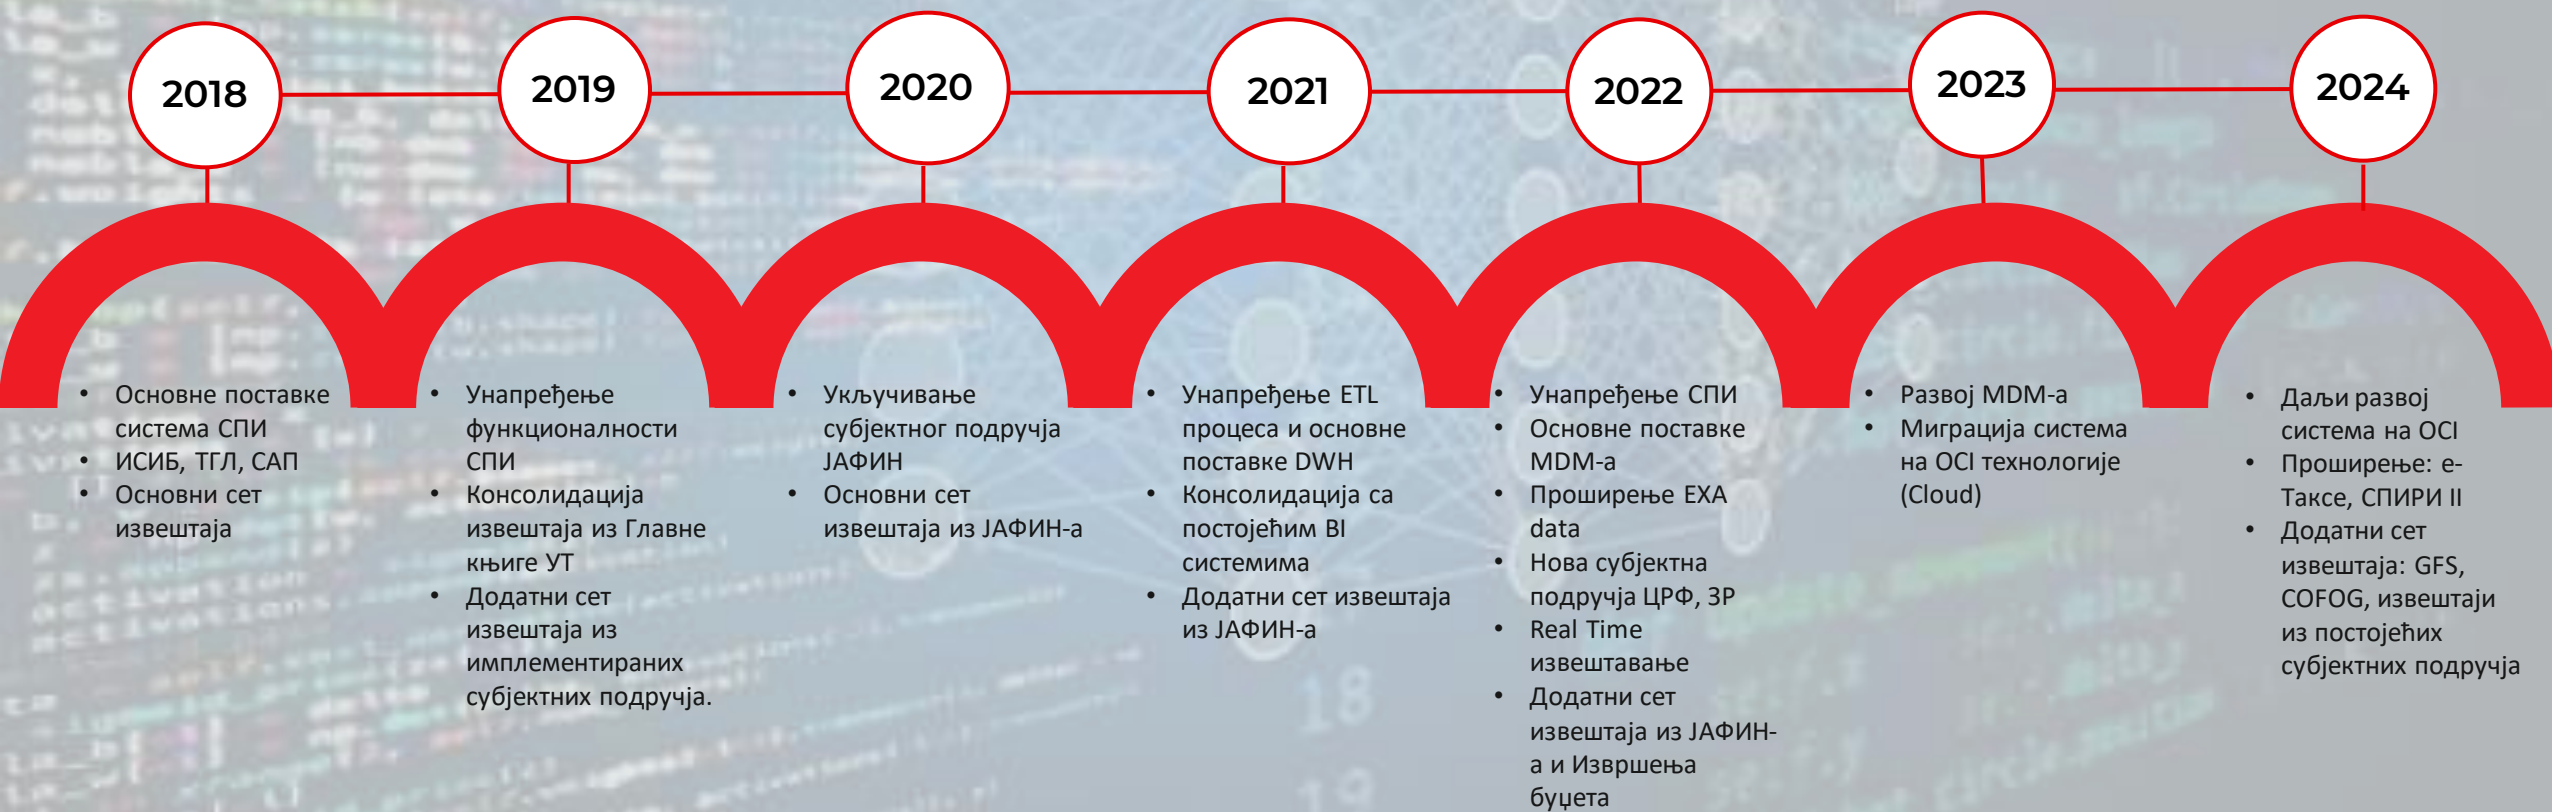 2018
2019
2020
2021
2022
2023
2024
• Основне поставке
система СПИ
• ИСИБ, ТГЛ, САП
• Основни сет
извештаја
• Унапређење
функционалности
СПИ
• Консолидација
извештаја из Главне
књиге УТ
• Додатни сет
извештаја из
имплементираних
субјектних подручја.
• Укључивање
субјектног подручја
ЈАФИН
• Основни сет
извештаја из ЈАФИН-а
• Унапређење ETL
процеса и основне
поставке DWH
• Консолидација са
постојећим BI
системима
• Додатни сет извештаја
из ЈАФИН-а
• Унапређење СПИ
• Основне поставке
MDM-а
• Проширење EXA
data
• Нова субјектна
подручја ЦРФ, ЗР
• Real Time
извештавање
• Додатни сет
извештаја из ЈАФИН-
а и Извршења
буџета
• Развој MDM-а
• Миграција система
на OCI технологије
(Cloud)
• Даљи развој
система на OCI
• Проширење: е-
Таксе, СПИРИ II
• Додатни сет
извештаја: GFS,
COFOG, извештаји
из постојећих
субјектних подручја
18
19